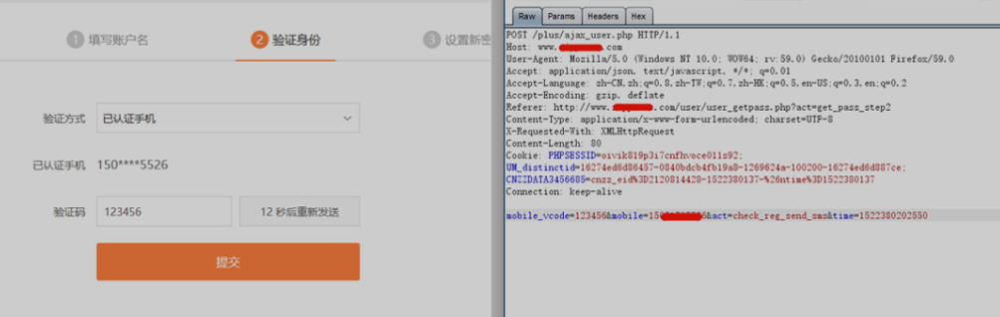 1 填写账户名
2 验证身份
3 设置新密
验证方式 已认证手机
已认证手机 150****5526
验证码 123456 12 秒后重新发送
提交
Raw Params Headers Hex
POST /plus/ajax_user.php HTTP/1.1
Host: www. .com
User-Agent: Mozilla/5.0 (Windows NT 10.0; WOW64; rv:59.0) Gecko/20100101 Firefox/59.0
Accept: application/json, text/javascript, */*; q=0.01
Accept-Language: zh-CN,zh;q=0.8,zh-TW;q=0.7,zh-HK;q=0.5,en-US;q=0.3,en;q=0.2
Accept-Encoding: gzip, deflate
Referer: http://www. .com/user/user_getpass.php?act=get_pass_step2
Content-Type: application/x-www-form-urlencoded; charset=UTF-8
X-Requested-With: XMLHttpRequest
Content-Length: 80
Cookie: PHPSESSID=oivik819p3i7cnfhvoce011s92;
UM_distinctid=16274ed6d86457-0840bdcb4fb19a8-1269624a-100200-16274ed6d887ce;
CNZZDATA3456685=cnzz_eid%3D2120814428-1522380137-%26ntime%3D1522380137
Connection: keep-alive
mobile_vcode=123456&mobile=150 6&act=check_reg_send_sms&time=1522380202550